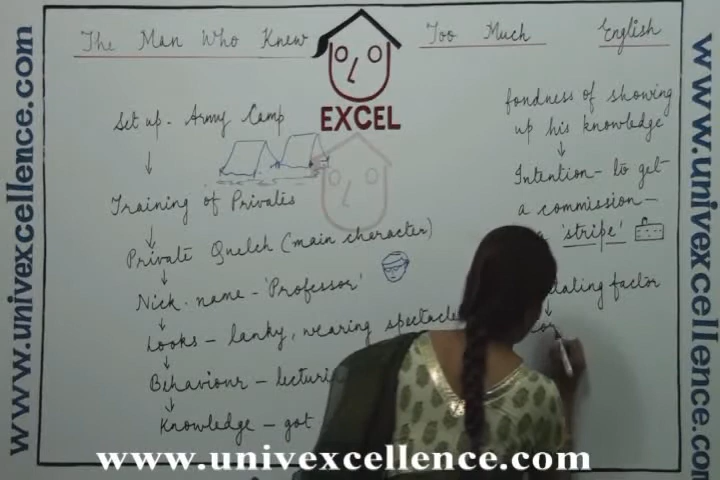 The Man Who Knew Too Much English
EXCEL
Set up - Army Camp
Training of Privates
Private Quelch (main character)
Nick-name - 'Professor'
Looks - lanky, wearing spectacle
Behaviour -
Knowledge - got
fondness of showing
up his knowledge
Intention - to get
a commission -
'stripe'
factor
www.univexcellence.com
www.univexcellence.com
www.univexcellence.com